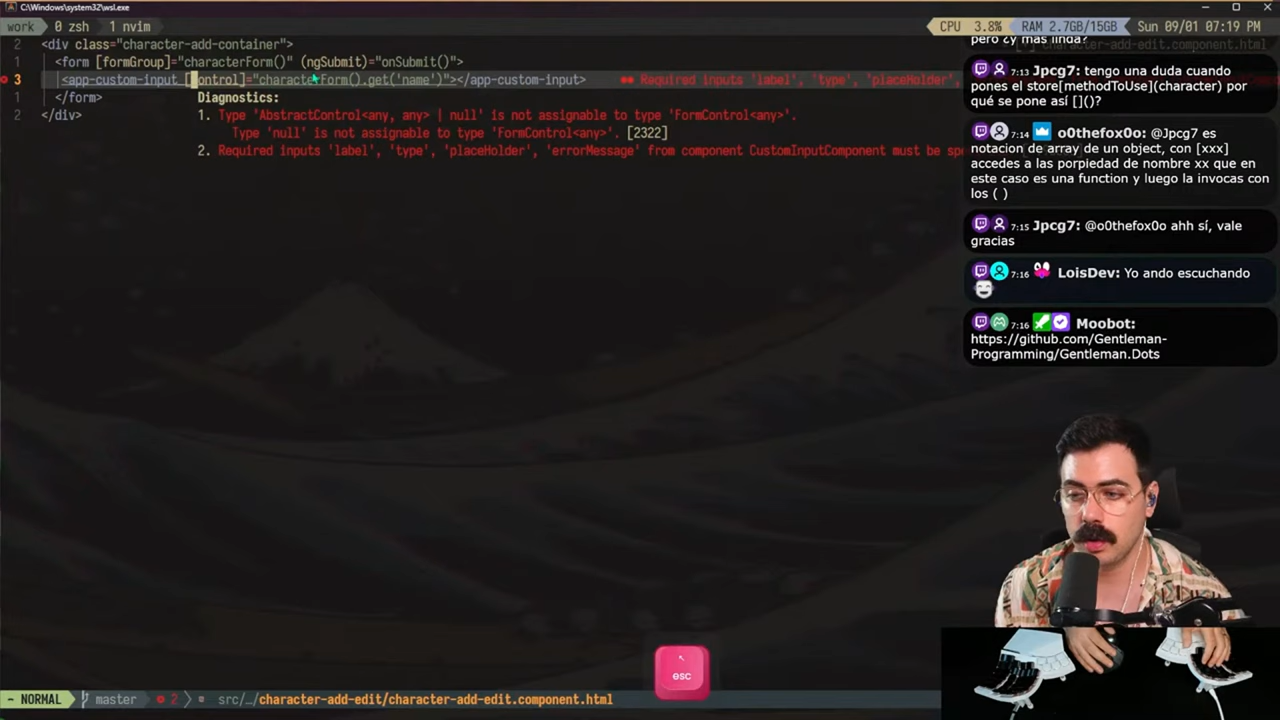 C:\Windows\system32\wsl.exe
work 0 zsh 1 nvim
CPU 3.8% RAM 2.7GB/15GB Sun 09/01 07:19 PM
2 <div class="character-add-container">
1 <form [formGroup]="characterForm()" (ngSubmit)="onSubmit()">
3 <app-custom-input [control]="characterForm().get('name')"></app-custom-input> Required inputs 'label', 'type', 'placeHolder',
1 </form>
Diagnostics:
2 </div>
1. Type 'AbstractControl<any, any> | null' is not assignable to type 'FormControl<any>'.
Type 'null' is not assignable to type 'FormControl<any>'. [2322]
2. Required inputs 'label', 'type', 'placeHolder', 'errorMessage' from component CustomInputComponent must be spe
pero ¿y mas linda?
character-add-edit.component.html
7:13 Jpcg7: tengo una duda cuando
pones el store[methodToUse](character) por
qué se pone así []()?
7:14 o0thefox0o: @Jpcg7 es
notacion de array de un object, con [xxx]
accedes a las porpiedad de nombre xx que en
este caso es una function y luego la invocas con
los ( )
7:15 Jpcg7: @o0thefox0o ahh sí, vale
gracias
7:16 LoisDev: Yo ando escuchando
7:16 Moobot:
https://github.com/Gentleman-
Programming/Gentleman.Dots
esc
~ NORMAL master 2 src/…/character-add-edit/character-add-edit.component.html